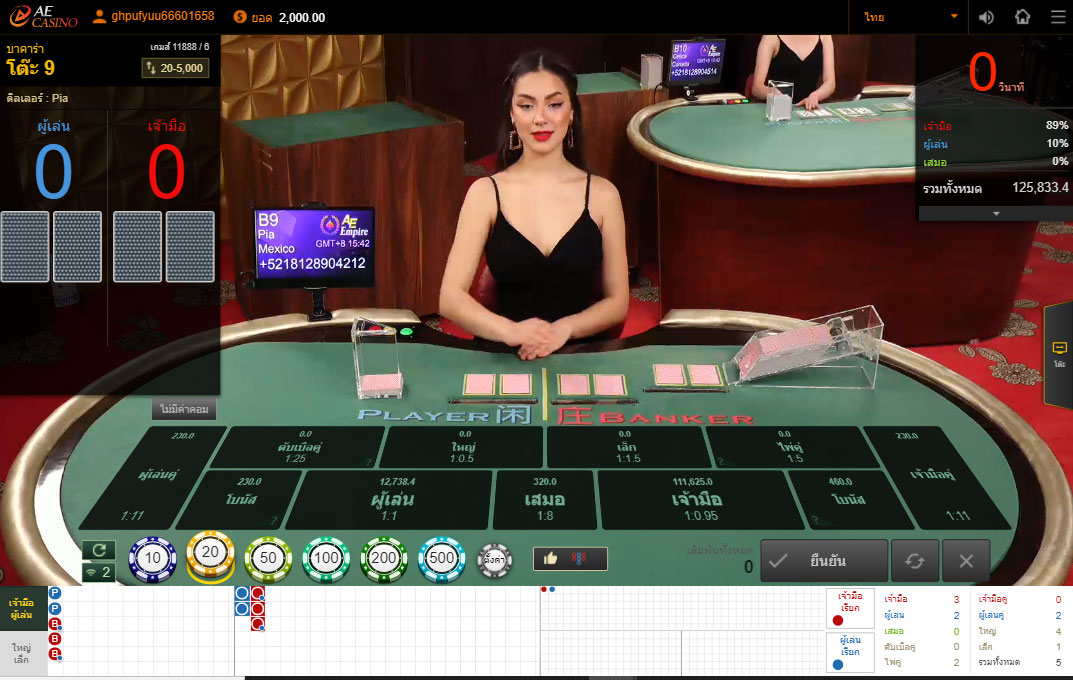 AE CASINO
ghpufyuu66601658
ยอด 2,000.00
ไทย
บาคาร่า
เกมส์ 11888 / 6
โต๊ะ 9
20-5,000
ดีลเลอร์ : Pia
ผู้เล่น
เจ้ามือ
0
0
B9
Pia
Mexico
AE Empire
GMT+8 15:42
+5218128904212
B10
Celica
Canada
GMT+8 15:42
+5218128904514
0 วินาที
เจ้ามือ 89%
ผู้เล่น 10%
เสมอ 0%
รวมทั้งหมด 125,833.4
โต๊ะ
ไม่มีค่าคอม
PLAYER 闲
庄 BANKER
230.0
ผู้เล่นคู่
1:11
0.0
ดับเบิ้ลคู่
1:25
0.0
ใหญ่
1:0.5
0.0
เล็ก
1:1.5
0.0
ไพ่คู่
1:5
230.0
เจ้ามือคู่
1:11
230.0
โบนัส
12,738.4
ผู้เล่น
1:1
320.0
เสมอ
1:8
111,625.0
เจ้ามือ
1:0.95
460.0
โบนัส
2
10
20
50
100
200
500
ตั้งค่า
เดิมพันทั้งหมด
0
ยืนยัน
เจ้ามือ
ผู้เล่น
ใหญ่
เล็ก
P
P
B
B
B
เจ้ามือ
เรียก
ผู้เล่น
เรียก
เจ้ามือ 3
ผู้เล่น 2
เสมอ 0
ดับเบิ้ลคู่ 0
ไพ่คู่ 2
เจ้ามือคู่ 0
ผู้เล่นคู่ 2
ใหญ่ 4
เล็ก 1
รวมทั้งหมด 5